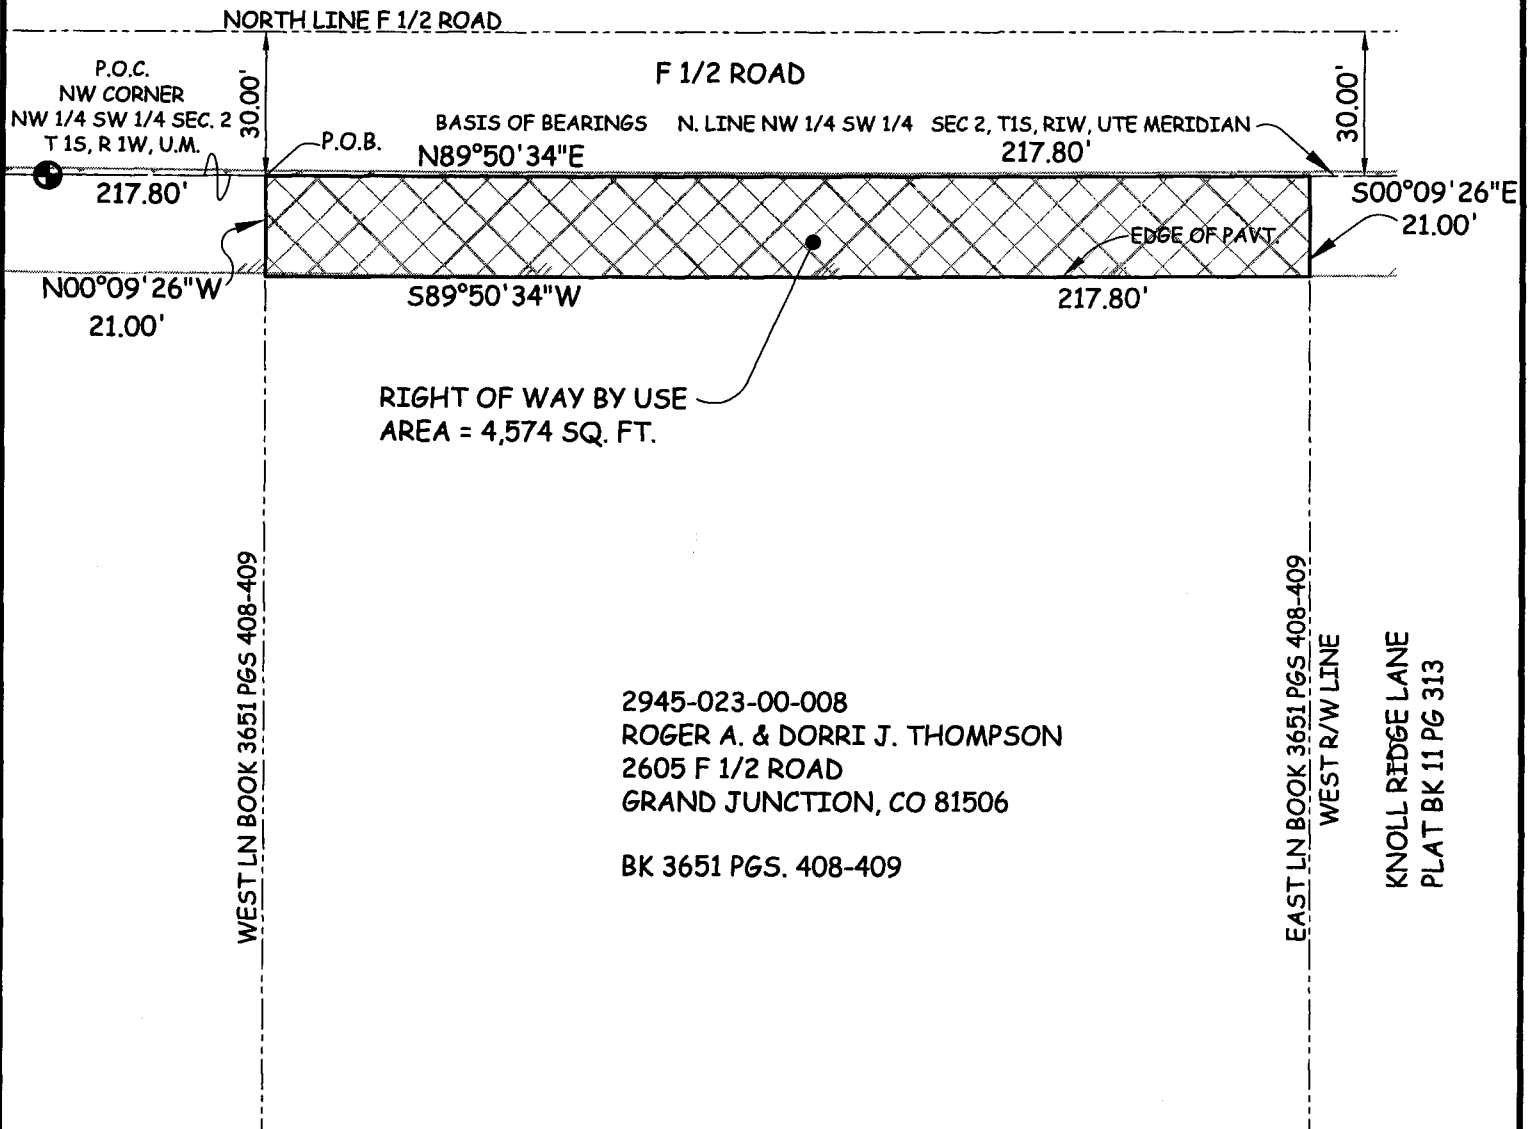 NORTH LINE F 1/2 ROAD
P.O.C.
NW CORNER
NW 1/4 SW 1/4 SEC. 2
T 1S, R 1W, U.M.
30.00'
F 1/2 ROAD
30.00'
P.O.B.
BASIS OF BEARINGS N. LINE NW 1/4 SW 1/4 SEC 2, T1S, R1W, UTE MERIDIAN
N89°50'34"E
217.80'
217.80'
S00°09'26"E
21.00'
EDGE OF PAVT.
N00°09'26"W
21.00'
S89°50'34"W
217.80'
RIGHT OF WAY BY USE
AREA = 4,574 SQ. FT.
WEST LN BOOK 3651 PGS 408-409
2945-023-00-008
ROGER A. & DORRI J. THOMPSON
2605 F 1/2 ROAD
GRAND JUNCTION, CO 81506
BK 3651 PGS. 408-409
EAST LN BOOK 3651 PGS 408-409
WEST R/W LINE
KNOLL RIDGE LANE
PLAT BK 11 PG 313